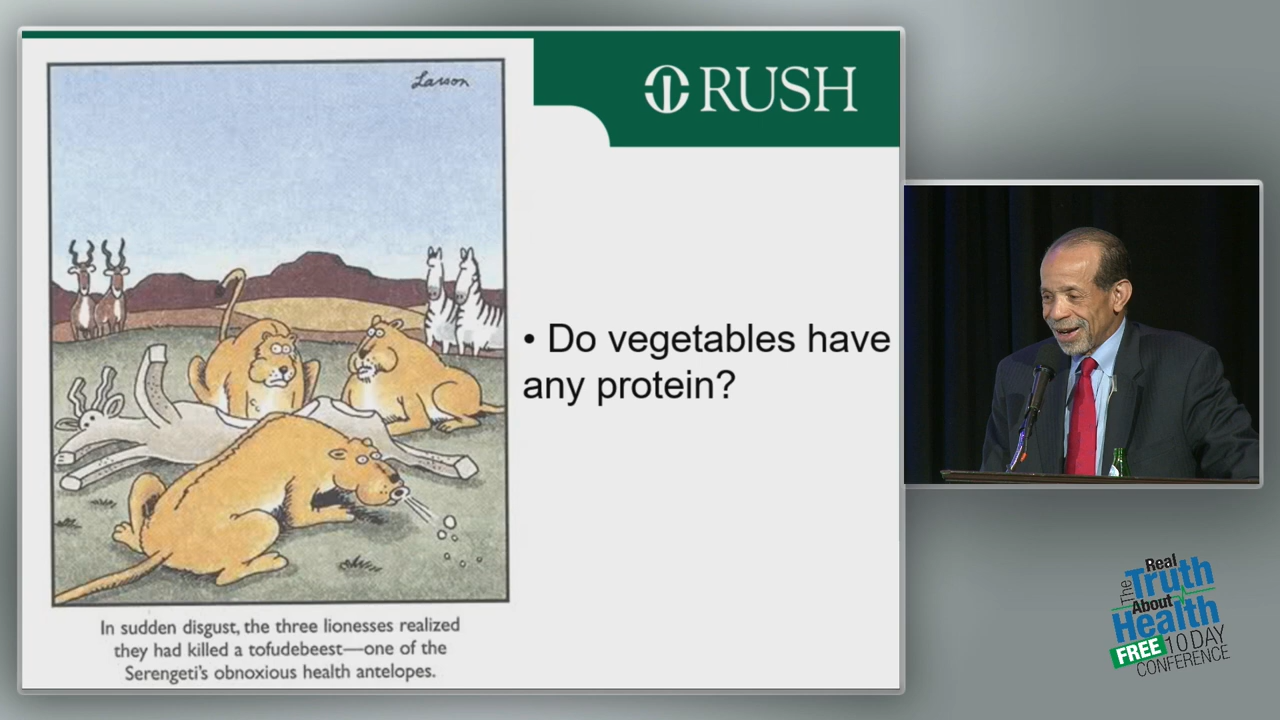 Larson
RUSH
• Do vegetables have
any protein?
In sudden disgust, the three lionesses realized
they had killed a tofudebeest—one of the
Serengeti's obnoxious health antelopes.
The Real
Truth
About
Health
FREE 10 DAY
CONFERENCE